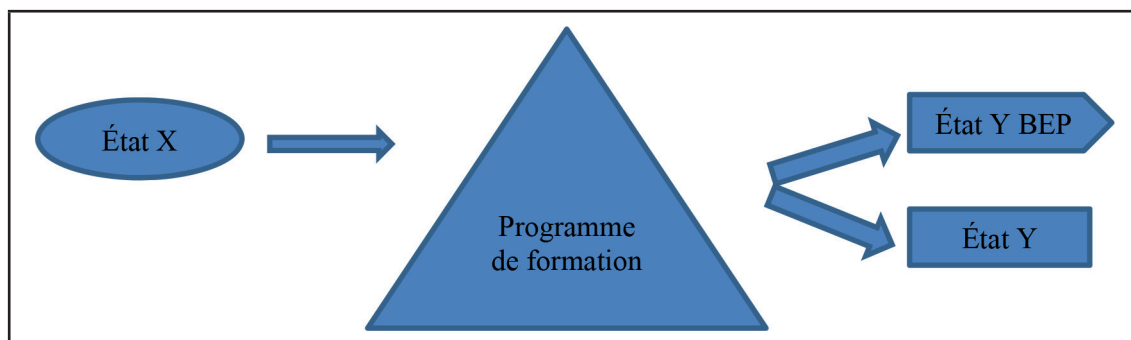 État X
Programme
de formation
État Y BEP
État Y